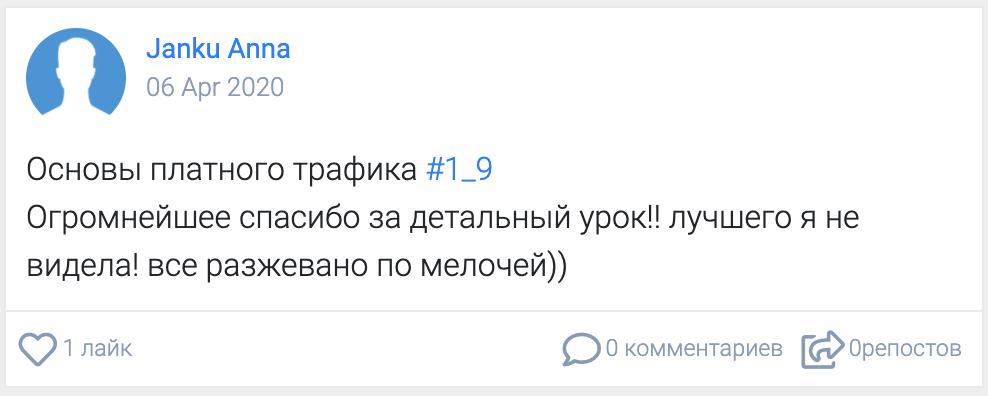 Janku Anna
06 Apr 2020
Основы платного трафика #1_9
Огромнейшее спасибо за детальный урок!! лучшего я не
видела! все разжевано по мелочей))
1 лайк
0 комментариев
0репостов